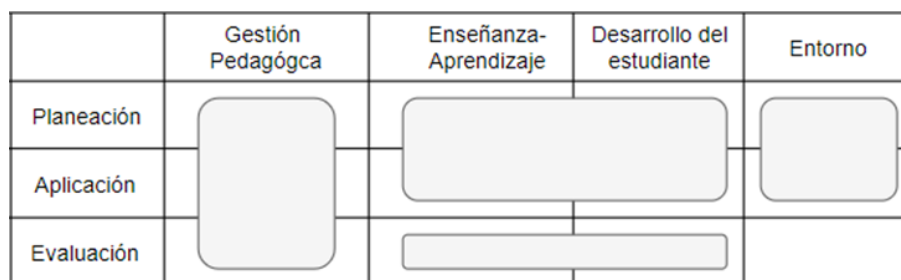 Gestión
Pedagógca
Enseñanza-
Aprendizaje
Desarrollo del
estudiante
Entorno
Planeación
Aplicación
Evaluación